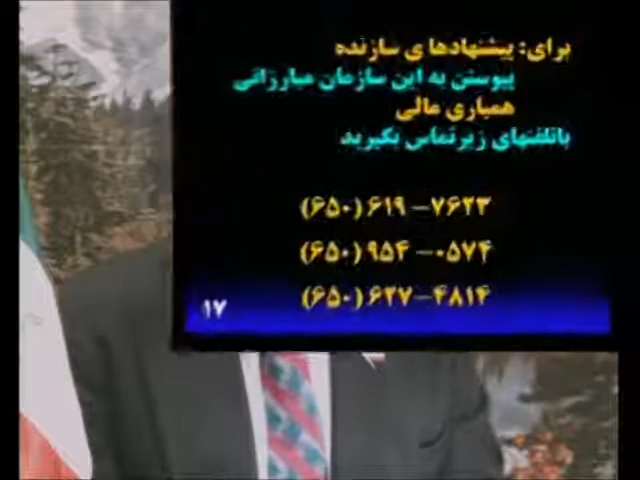 برای: پیشنهادها ی سازنده
پیوستن به این سازمان مبارزاتی
همیاری مالی
باتلفنهای زیرتماس بگیرید
(۶۵۰) ۶۱۹ – ۷۶۲۳
(۶۵۰) ۹۵۴ – ۰۵۷۴
(۶۵۰) ۶۲۷ – ۴۸۱۴
۱۷